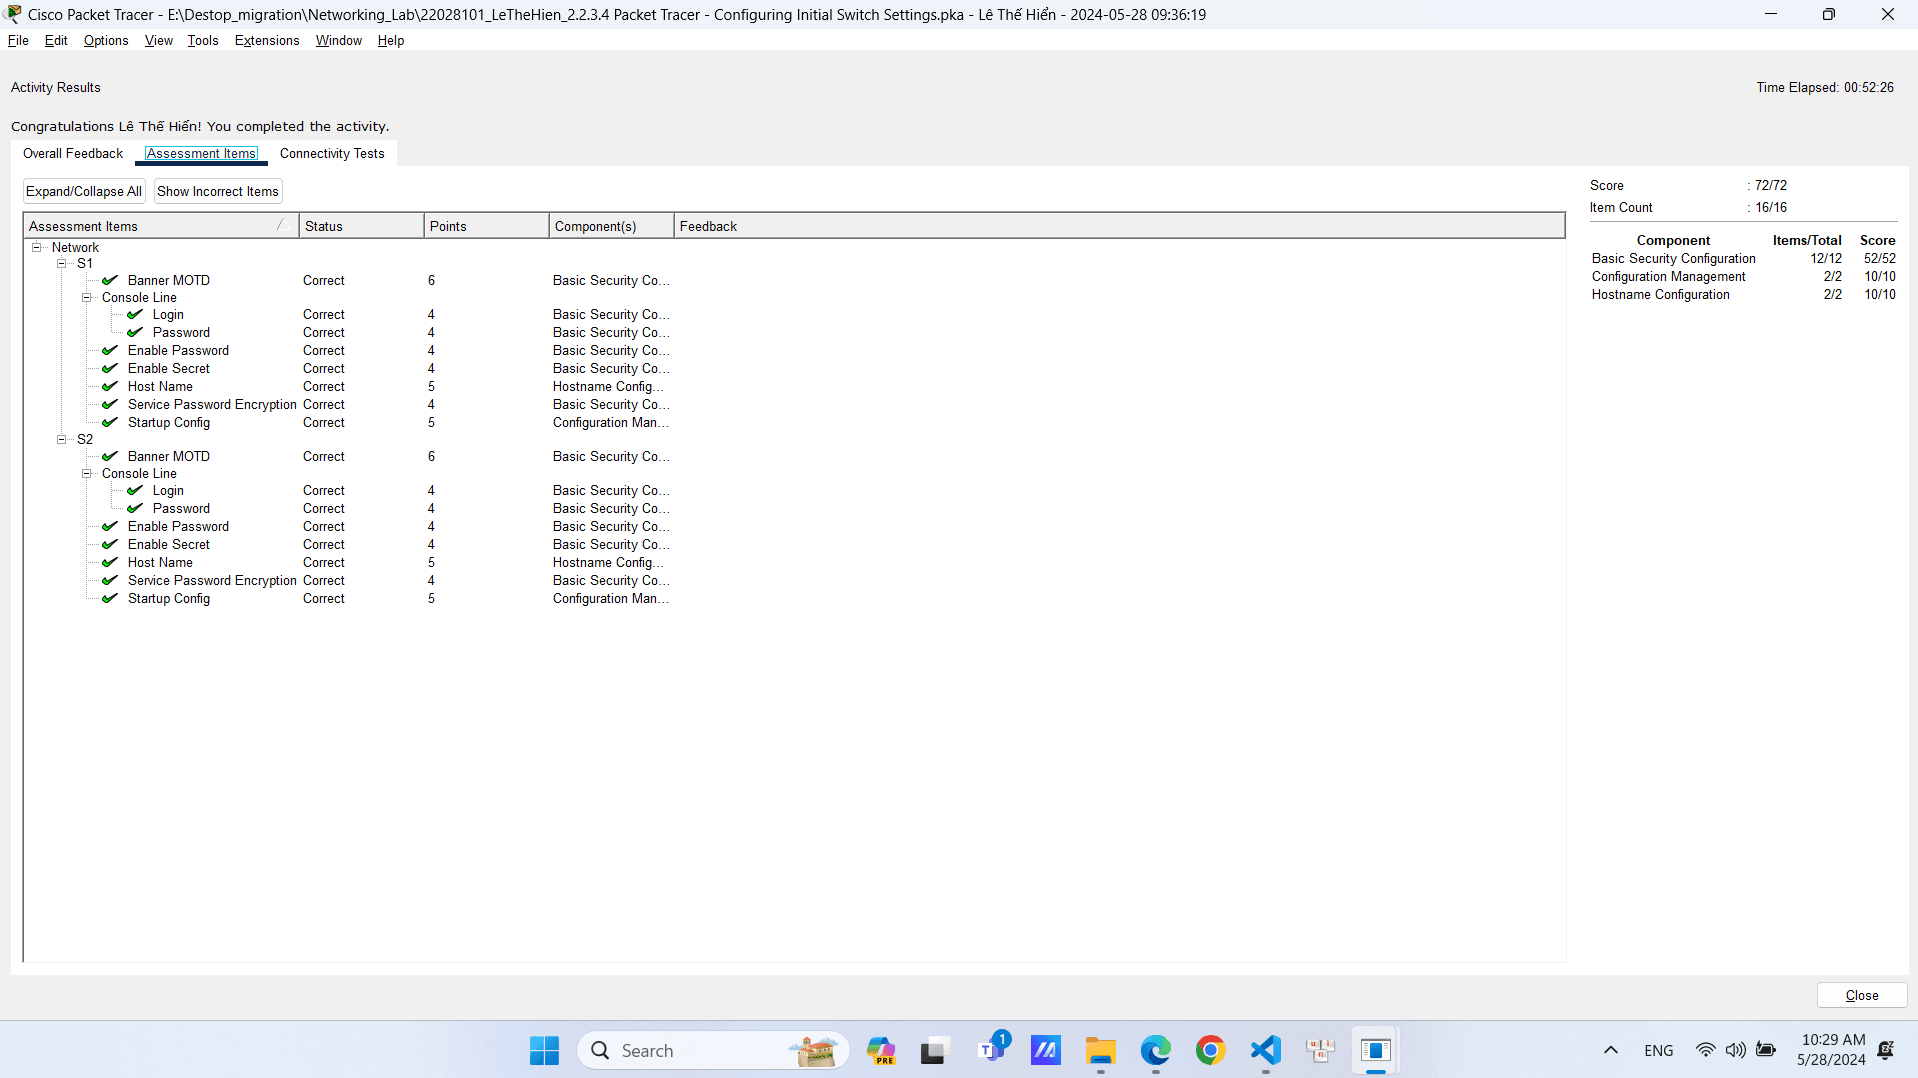 Cisco Packet Tracer - E:\Destop_migration\Networking_Lab\22028101_LeTheHien_2.2.3.4 Packet Tracer - Configuring Initial Switch Settings.pka - Lê Thế Hiển - 2024-05-28 09:36:19
File Edit Options View Tools Extensions Window Help
Activity Results
Time Elapsed: 00:52:26
Congratulations Lê Thế Hiển! You completed the activity.
Overall Feedback Assessment Items Connectivity Tests
Expand/Collapse All Show Incorrect Items
Assessment Items Status Points Component(s) Feedback
Network
S1
Banner MOTD Correct 6 Basic Security Co...
Console Line
Login Correct 4 Basic Security Co...
Password Correct 4 Basic Security Co...
Enable Password Correct 4 Basic Security Co...
Enable Secret Correct 4 Basic Security Co...
Host Name Correct 5 Hostname Config...
Service Password Encryption Correct 4 Basic Security Co...
Startup Config Correct 5 Configuration Man...
S2
Banner MOTD Correct 6 Basic Security Co...
Console Line
Login Correct 4 Basic Security Co...
Password Correct 4 Basic Security Co...
Enable Password Correct 4 Basic Security Co...
Enable Secret Correct 4 Basic Security Co...
Host Name Correct 5 Hostname Config...
Service Password Encryption Correct 4 Basic Security Co...
Startup Config Correct 5 Configuration Man...
Score : 72/72
Item Count : 16/16
Component Items/Total Score
Basic Security Configuration 12/12 52/52
Configuration Management 2/2 10/10
Hostname Configuration 2/2 10/10
Close
Search
PRE
T
1
ENG
10:29 AM
5/28/2024